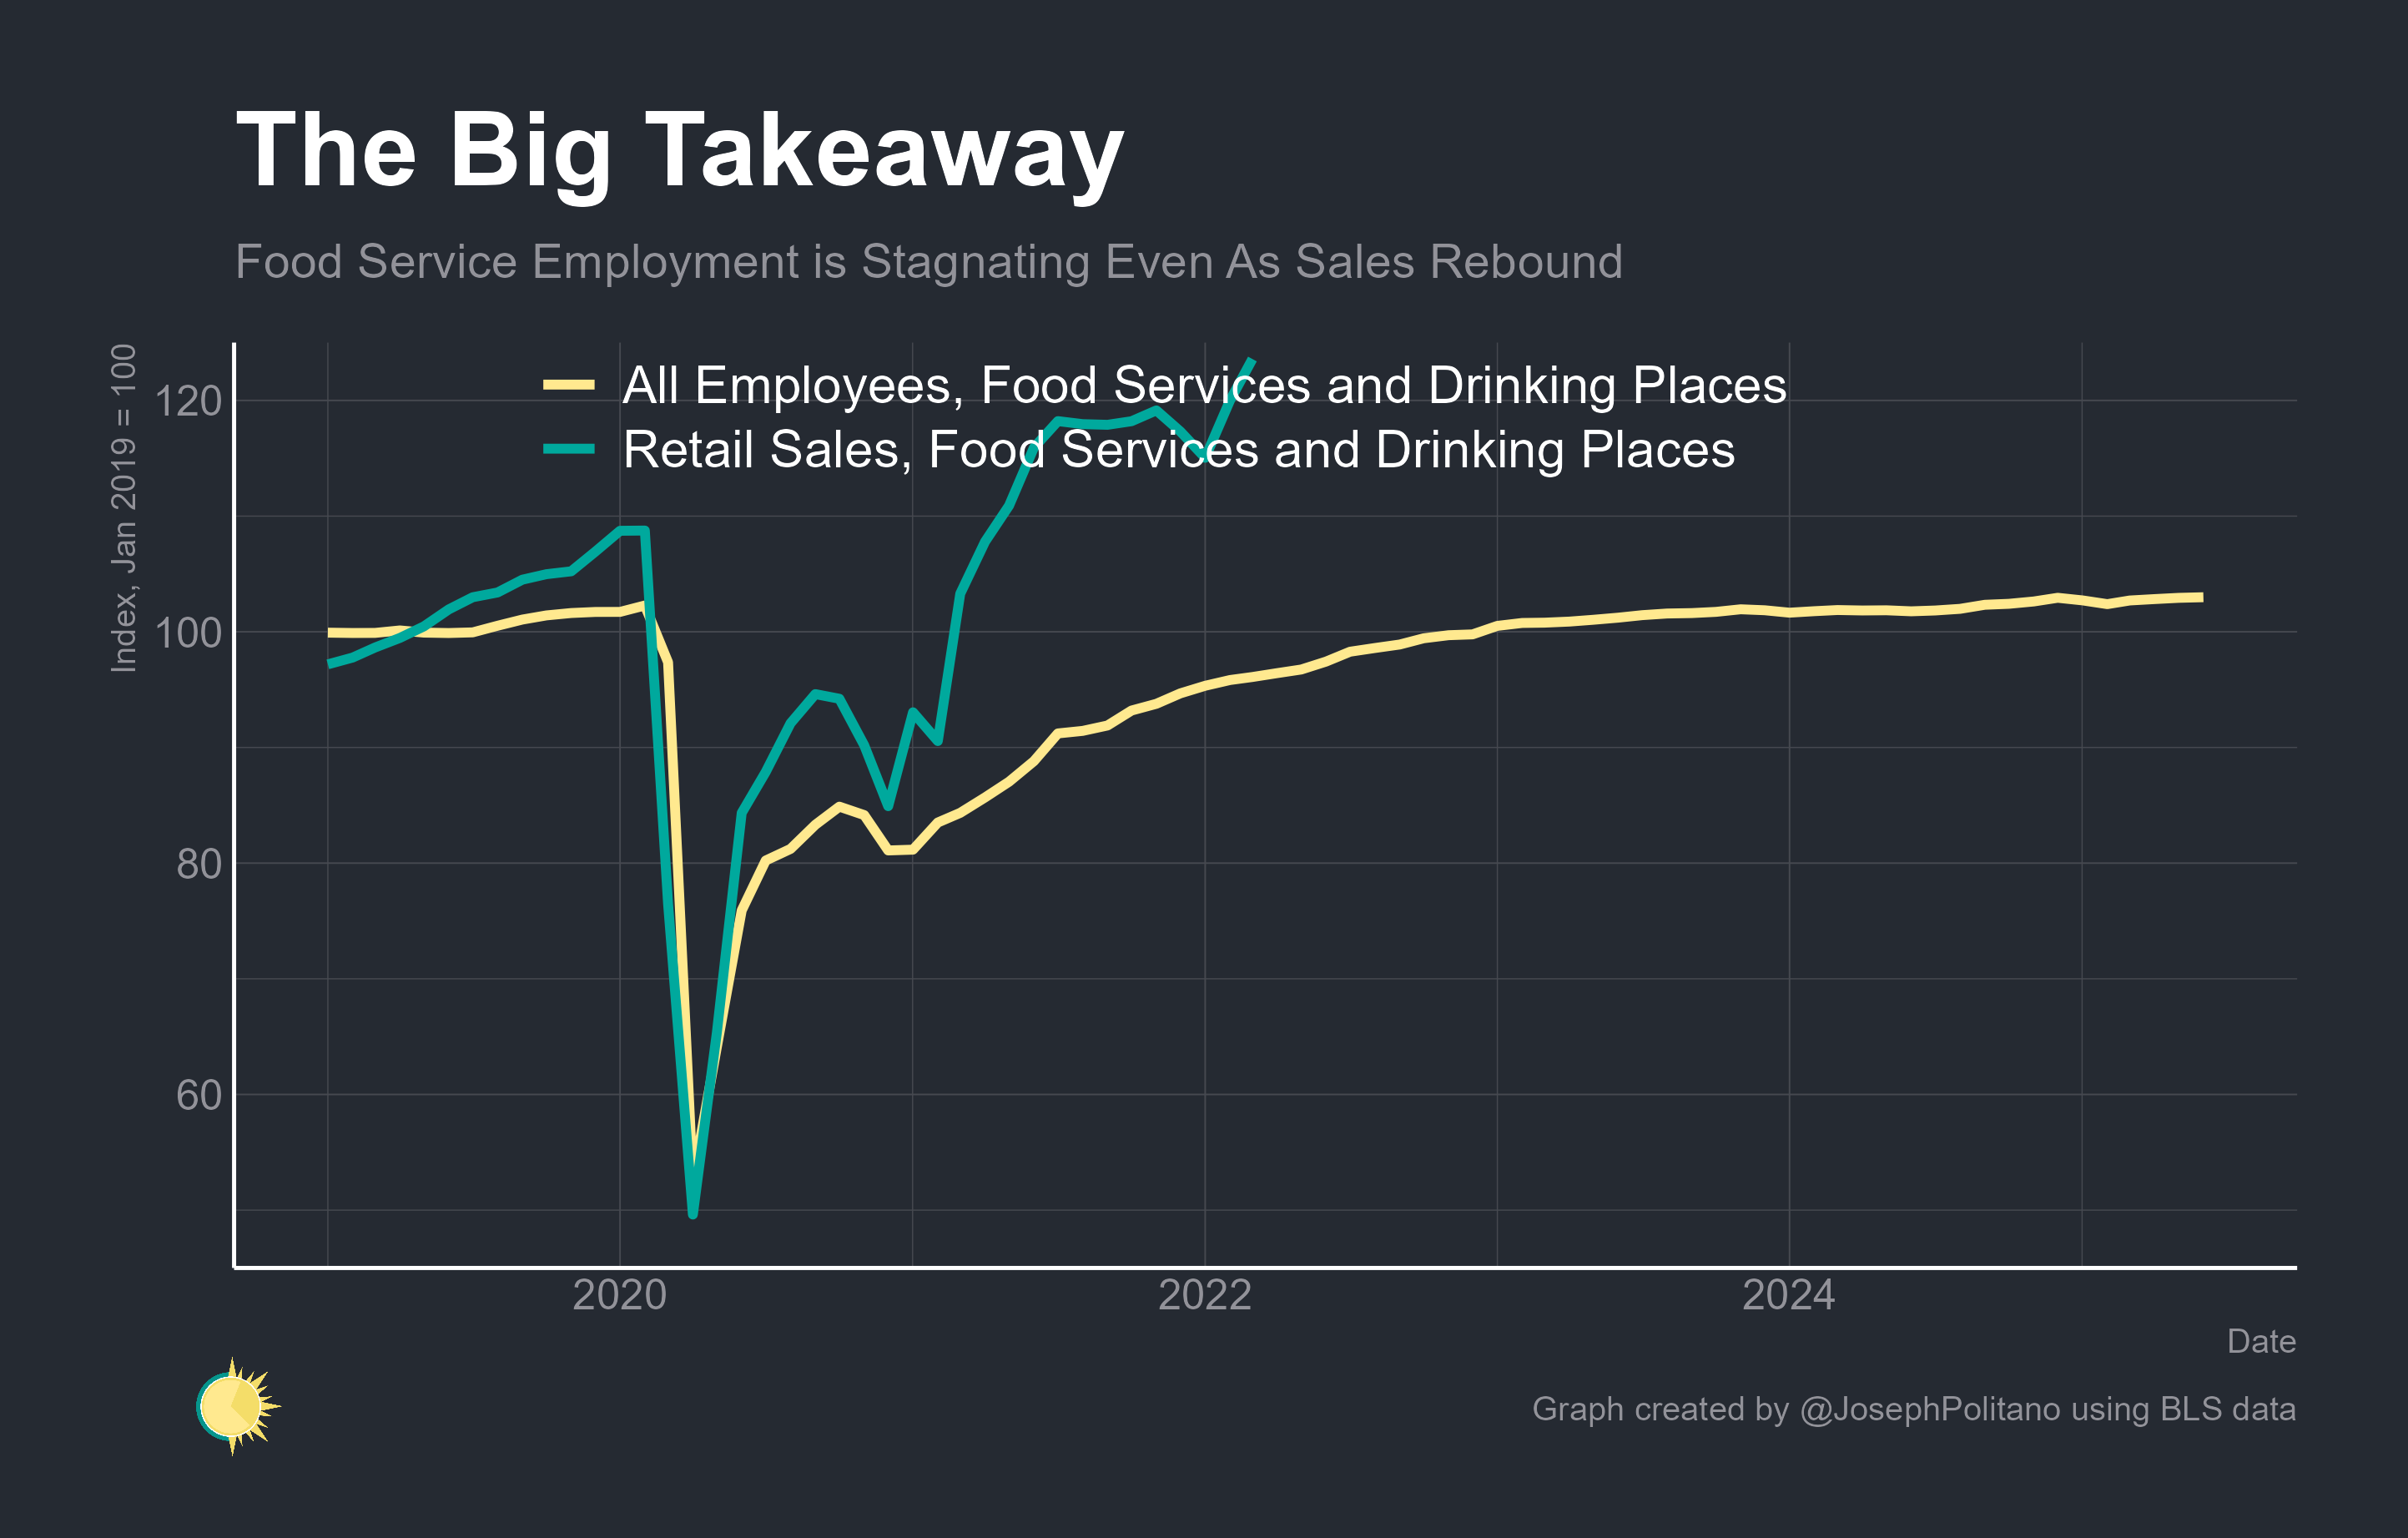 The Big Takeaway
Food Service Employment is Stagnating Even As Sales Rebound
Index, Jan 2019 = 100
All Employees, Food Services and Drinking Places
Retail Sales, Food Services and Drinking Places
120
100
80
60
2020
2022
2024
Date
Graph created by @JosephPolitano using BLS data